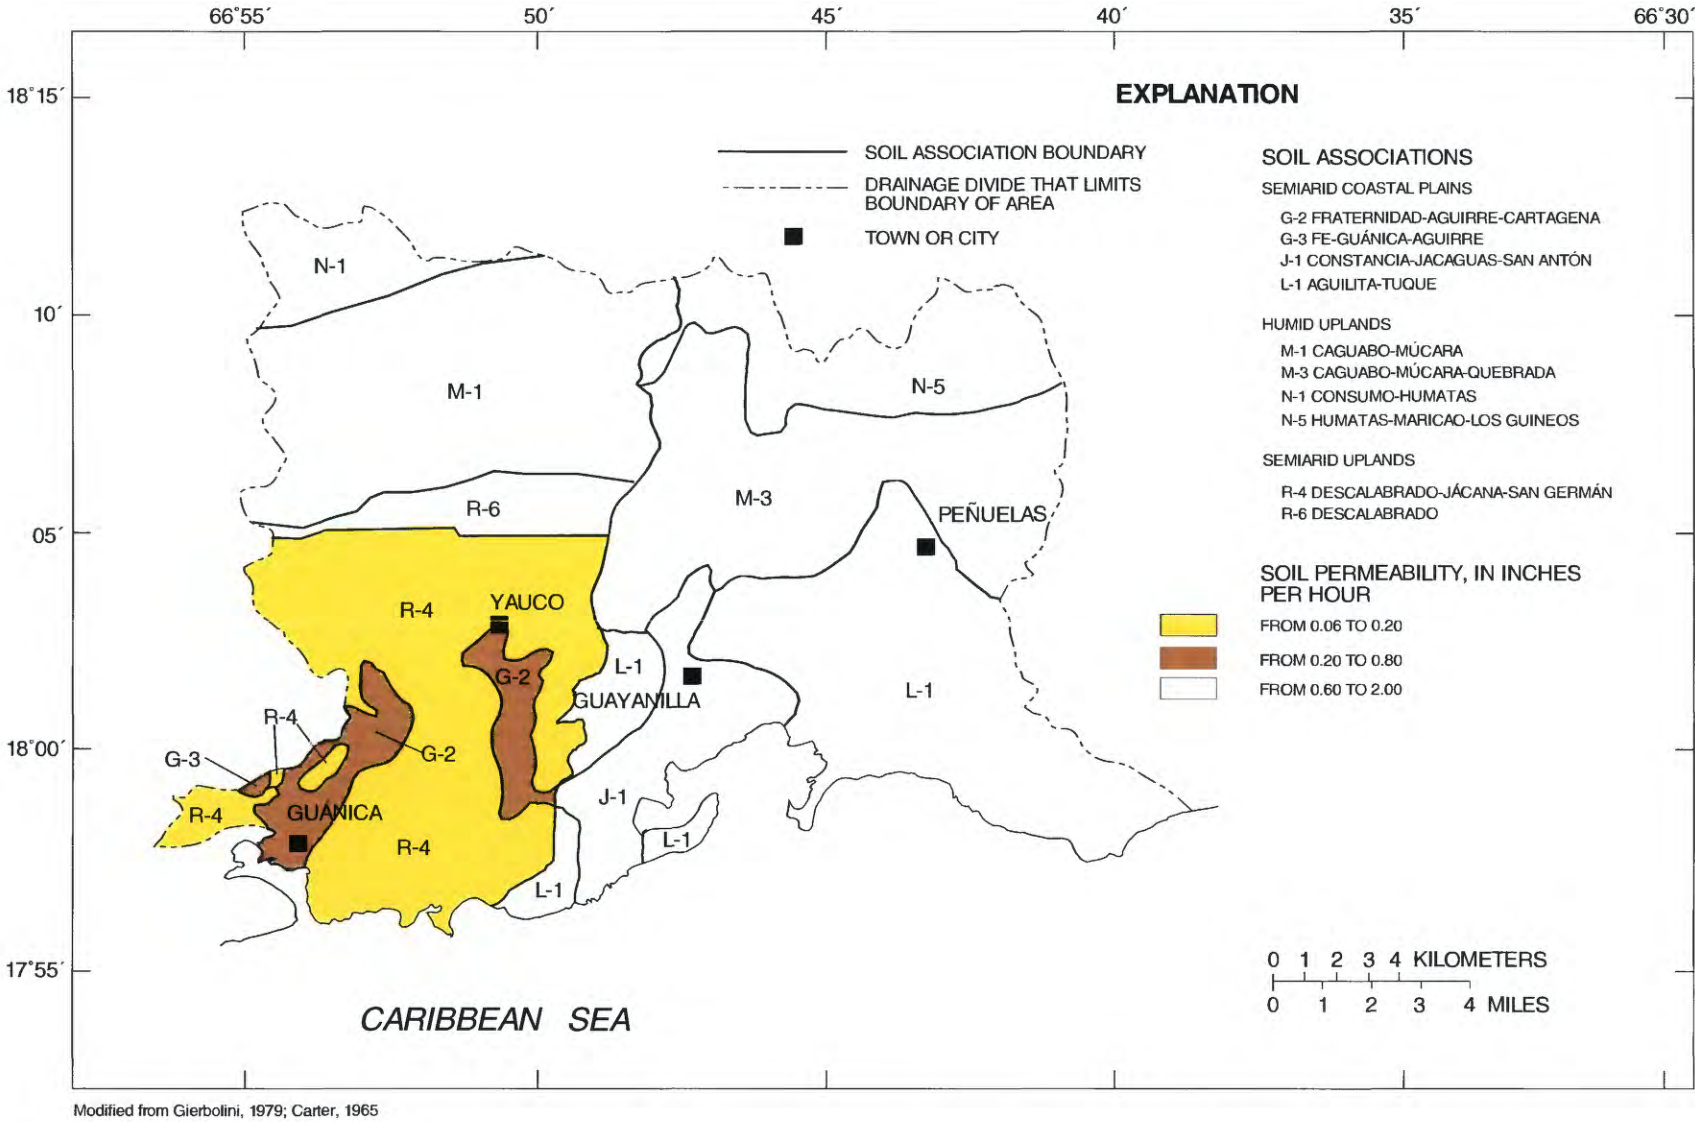 66°55′ 50′ 45′ 40′ 35′ 66°30′
18°15′
EXPLANATION
SOIL ASSOCIATION BOUNDARY
DRAINAGE DIVIDE THAT LIMITS
BOUNDARY OF AREA
TOWN OR CITY
SOIL ASSOCIATIONS
SEMIARID COASTAL PLAINS
G-2 FRATERNIDAD-AGUIRRE-CARTAGENA
G-3 FE-GUÁNICA-AGUIRRE
J-1 CONSTANCIA-JACAGUAS-SAN ANTÓN
L-1 AGUILITA-TUQUE
HUMID UPLANDS
M-1 CAGUABO-MÚCARA
M-3 CAGUABO-MÚCARA-QUEBRADA
N-1 CONSUMO-HUMATAS
N-5 HUMATAS-MARICAO-LOS GUINEOS
SEMIARID UPLANDS
R-4 DESCALABRADO-JÁCANA-SAN GERMÁN
R-6 DESCALABRADO
SOIL PERMEABILITY, IN INCHES
PER HOUR
FROM 0.06 TO 0.20
FROM 0.20 TO 0.80
FROM 0.60 TO 2.00
N-1
10′
M-1
N-5
R-6
M-3
PEÑUELAS
05′
R-4
YAUCO
L-1
G-2
GUAYANILLA
L-1
R-4
18°00′
G-3
G-2
R-4
GUÁNICA
J-1
R-4
L-1
L-1
17°55′
0 1 2 3 4 KILOMETERS
0 1 2 3 4 MILES
CARIBBEAN SEA
Modified from Gierbolini, 1979; Carter, 1965